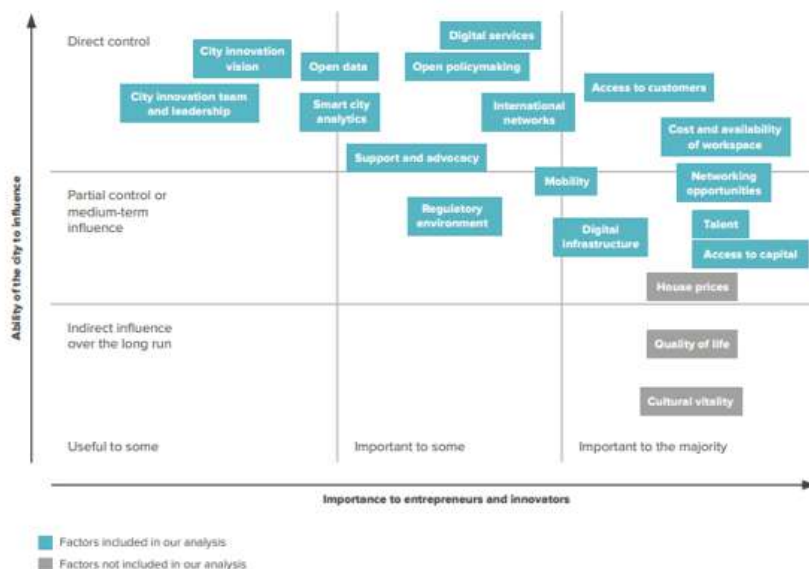 Direct control
City innovation
vision
Open data
Digital services
Open policymaking
Access to customers
City innovation team
and leadership
Smart city
analytics
International
networks
Cost and availability
of workspace
Support and advocacy
Partial control or
medium-term
influence
Mobility
Networking
opportunities
Regulatory
environment
Digital
infrastructure
Talent
Access to capital
House prices
Indirect influence
over the long run
Quality of life
Cultural vitality
Useful to some
Important to some
Important to the majority
Ability of the city to influence
Importance to entrepreneurs and innovators
Factors included in our analysis
Factors not included in our analysis